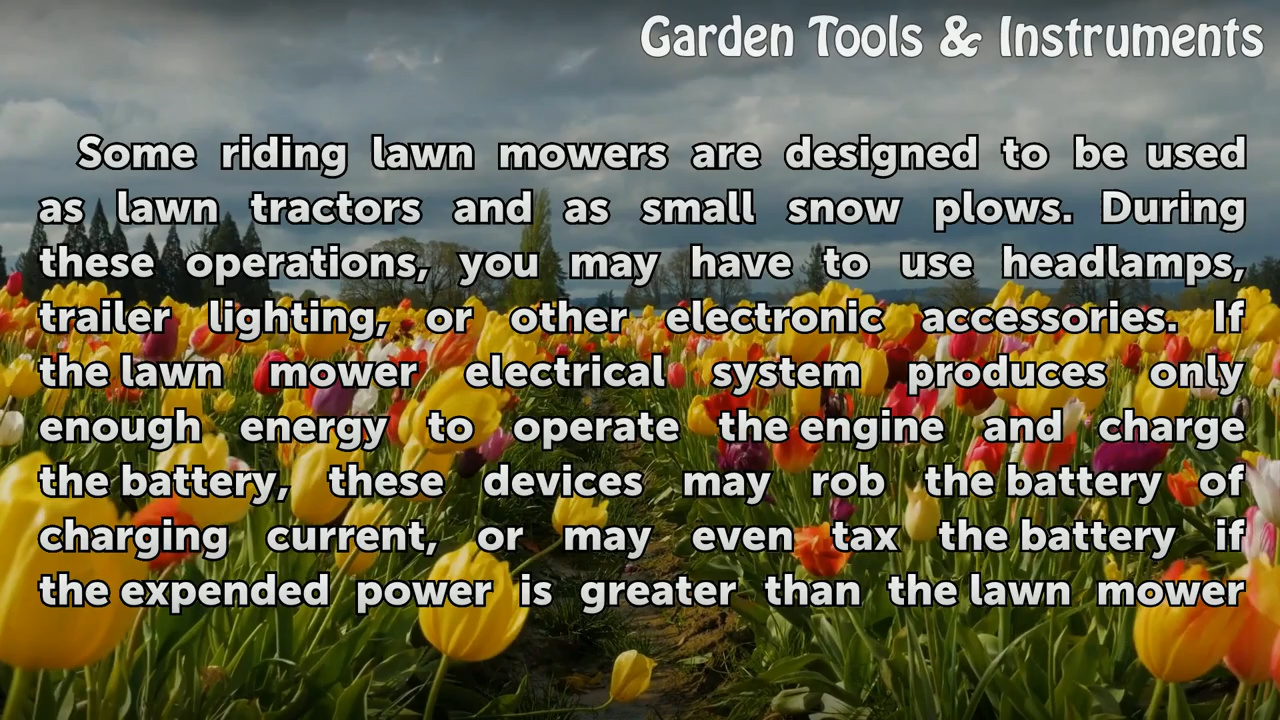 Garden Tools & Instruments
Some riding lawn mowers are designed to be used
as lawn tractors and as small snow plows. During
these operations, you may have to use headlamps,
trailer lighting, or other electronic accessories. If
the lawn mower electrical system produces only
enough energy to operate the engine and charge
the battery, these devices may rob the battery of
charging current, or may even tax the battery if
the expended power is greater than the lawn mower